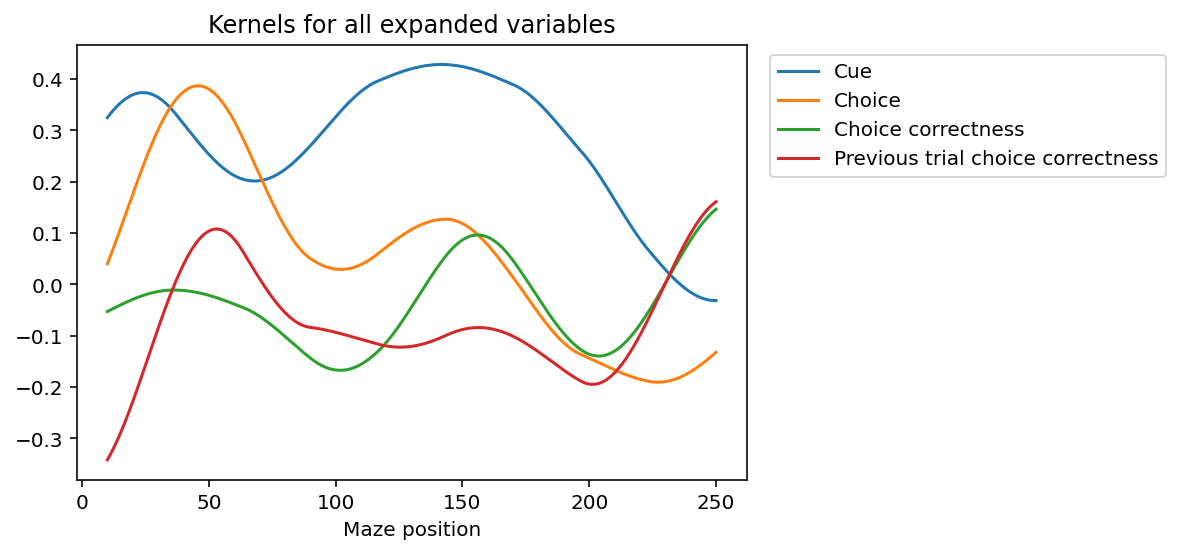 Kernels for all expanded variables
0.4
0.3
0.2
0.1
0.0
−0.1
−0.2
−0.3
0
50
100
150
200
250
Maze position
Cue
Choice
Choice correctness
Previous trial choice correctness